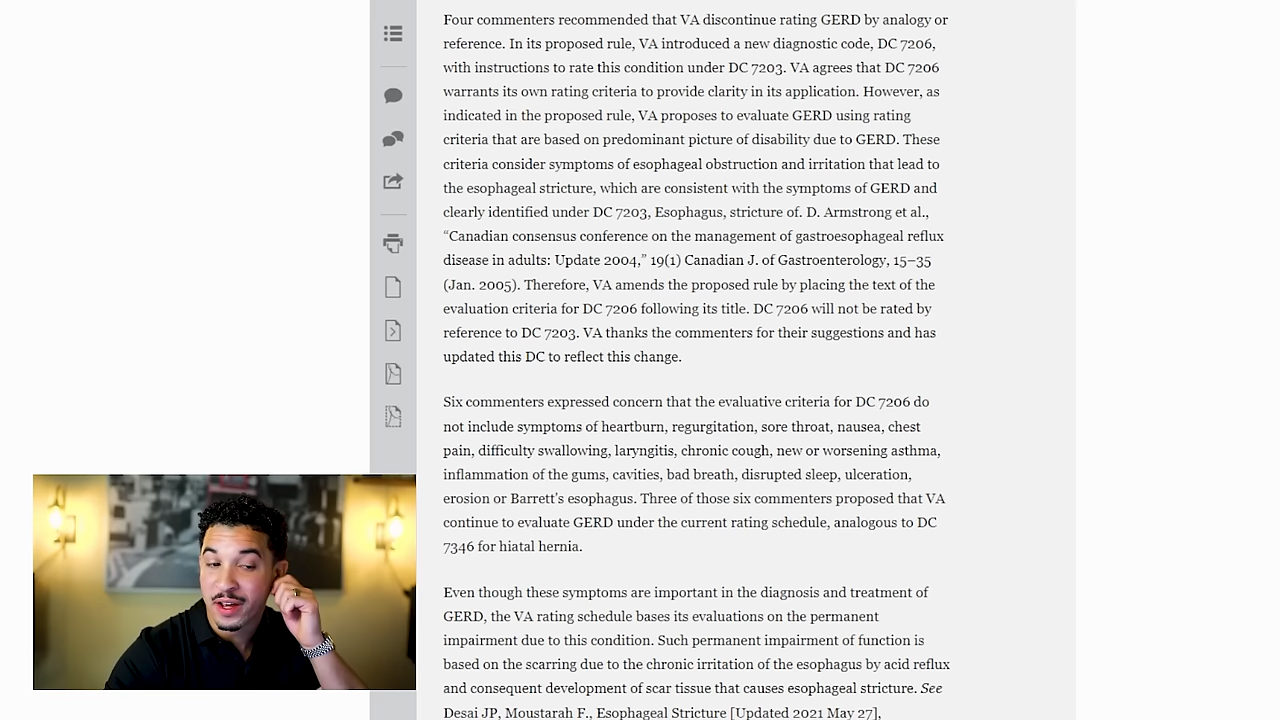 Four commenters recommended that VA discontinue rating GERD by analogy or
reference. In its proposed rule, VA introduced a new diagnostic code, DC 7206,
with instructions to rate this condition under DC 7203. VA agrees that DC 7206
warrants its own rating criteria to provide clarity in its application. However, as
indicated in the proposed rule, VA proposes to evaluate GERD using rating
criteria that are based on predominant picture of disability due to GERD. These
criteria consider symptoms of esophageal obstruction and irritation that lead to
the esophageal stricture, which are consistent with the symptoms of GERD and
clearly identified under DC 7203, Esophagus, stricture of. D. Armstrong et al.,
“Canadian consensus conference on the management of gastroesophageal reflux
disease in adults: Update 2004,” 19(1) Canadian J. of Gastroenterology, 15–35
(Jan. 2005). Therefore, VA amends the proposed rule by placing the text of the
evaluation criteria for DC 7206 following its title. DC 7206 will not be rated by
reference to DC 7203. VA thanks the commenters for their suggestions and has
updated this DC to reflect this change.
Six commenters expressed concern that the evaluative criteria for DC 7206 do
not include symptoms of heartburn, regurgitation, sore throat, nausea, chest
pain, difficulty swallowing, laryngitis, chronic cough, new or worsening asthma,
inflammation of the gums, cavities, bad breath, disrupted sleep, ulceration,
erosion or Barrett's esophagus. Three of those six commenters proposed that VA
continue to evaluate GERD under the current rating schedule, analogous to DC
7346 for hiatal hernia.
Even though these symptoms are important in the diagnosis and treatment of
GERD, the VA rating schedule bases its evaluations on the permanent
impairment due to this condition. Such permanent impairment of function is
based on the scarring due to the chronic irritation of the esophagus by acid reflux
and consequent development of scar tissue that causes esophageal stricture. See
Desai JP, Moustarah F., Esophageal Stricture [Updated 2021 May 27],